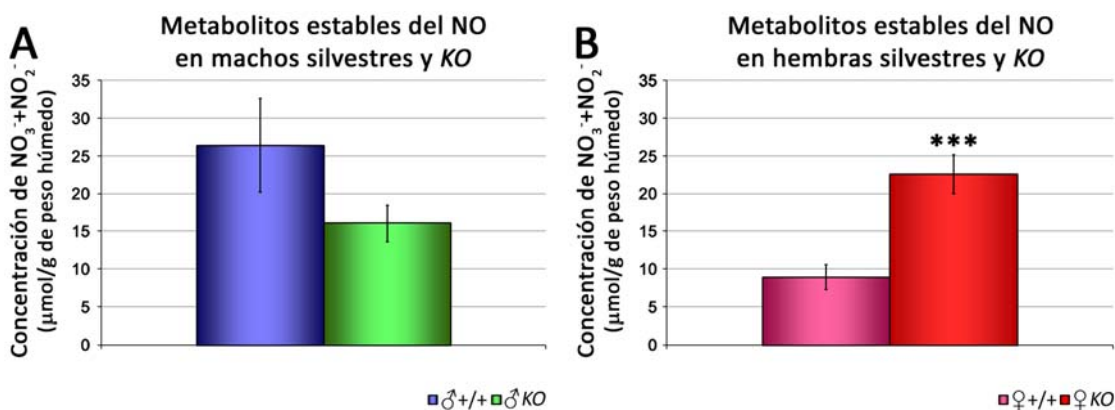 A
Metabolitos estables del NO
en machos silvestres y KO
Concentración de NO₃⁻+NO₂⁻
(µmol/g de peso húmedo)
35
30
25
20
15
10
5
0
♂+/+ ♂KO
B
Metabolitos estables del NO
en hembras silvestres y KO
Concentración de NO₃⁻+NO₂⁻
(µmol/g de peso húmedo)
35
30
25
20
15
10
5
0
***
♀+/+ ♀KO